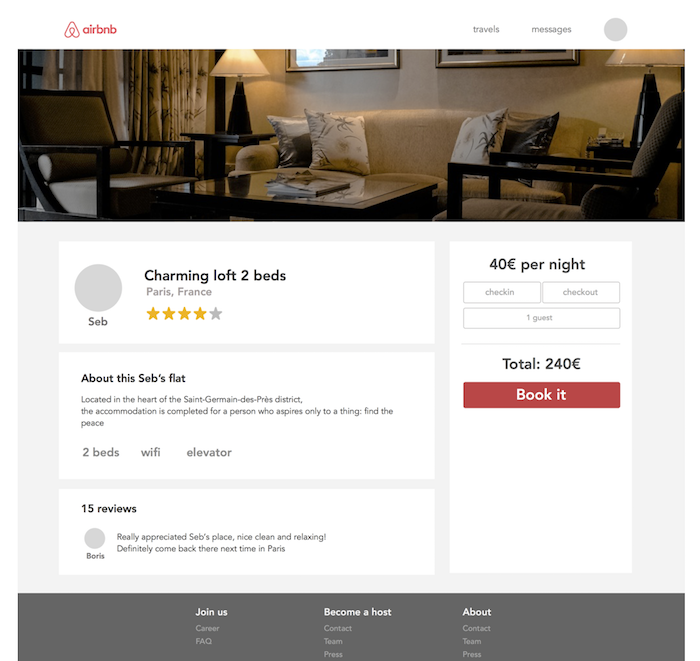 airbnb
travels
messages
Charming loft 2 beds
Paris, France
Seb
About this Seb's flat
Located in the heart of the Saint-Germain-des-Près district,
the accommodation is completed for a person who aspires only to a thing: find the
peace
2 beds
wifi
elevator
15 reviews
Really appreciated Seb's place, nice clean and relaxing!
Definitely come back there next time in Paris
Boris
40€ per night
checkin
checkout
1 guest
Total: 240€
Book it
Join us
Career
FAQ
Become a host
Contact
Team
Press
About
Contact
Team
Press